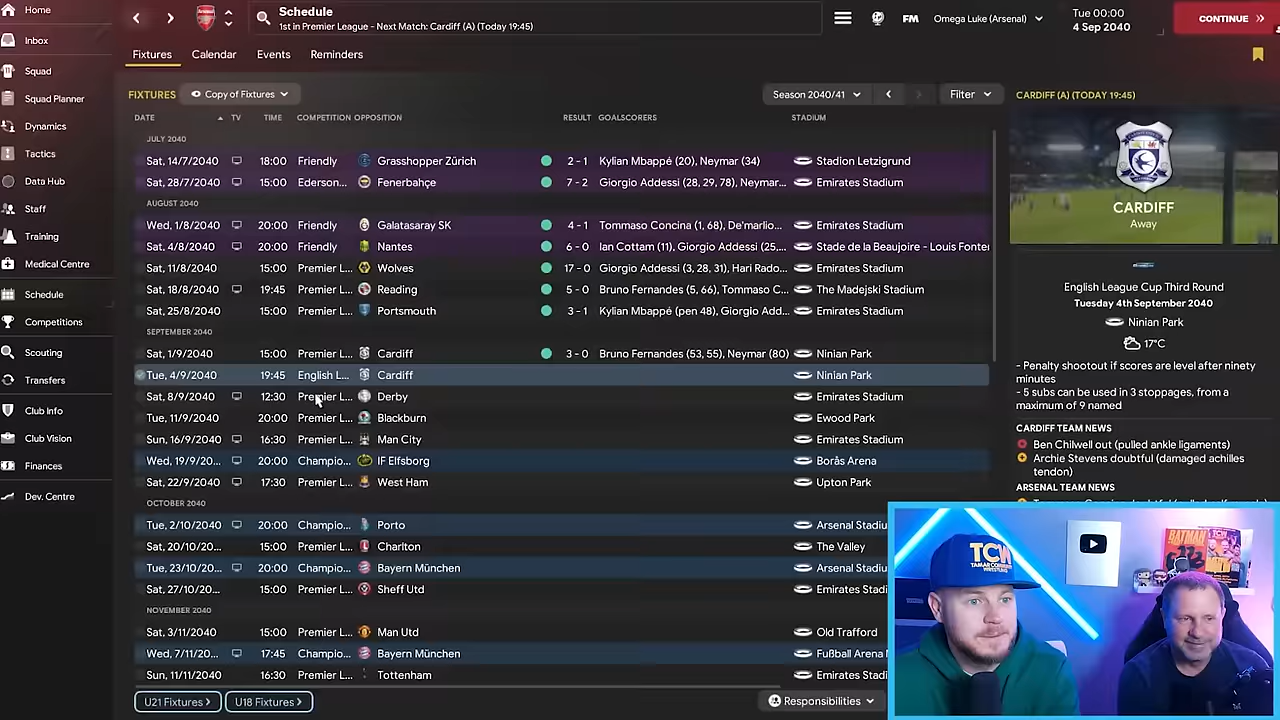 Home
Inbox
Squad
Squad Planner
Dynamics
Tactics
Data Hub
Staff
Training
Medical Centre
Schedule
Competitions
Scouting
Transfers
Club Info
Club Vision
Finances
Dev. Centre
Schedule
1st in Premier League - Next Match: Cardiff (A) (Today 19:45)
FM Omega Luke (Arsenal)
Tue 00:00
4 Sep 2040
CONTINUE
Fixtures Calendar Events Reminders
FIXTURES Copy of Fixtures Season 2040/41 Filter
DATE TV TIME COMPETITION OPPOSITION RESULT GOALSCORERS STADIUM
JULY 2040
Sat, 14/7/2040 18:00 Friendly Grasshopper Zürich 2 - 1 Kylian Mbappé (20), Neymar (34) Stadion Letzigrund
Sat, 28/7/2040 15:00 Ederson... Fenerbahçe 7 - 2 Giorgio Addessi (28, 29, 78), Neymar... Emirates Stadium
AUGUST 2040
Wed, 1/8/2040 20:00 Friendly Galatasaray SK 4 - 1 Tommaso Concina (1, 68), De'marlio... Emirates Stadium
Sat, 4/8/2040 20:00 Friendly Nantes 6 - 0 Ian Cottam (11), Giorgio Addessi (25,... Stade de la Beaujoire - Louis Fonte
Sat, 11/8/2040 15:00 Premier L... Wolves 17 - 0 Giorgio Addessi (3, 28, 31), Hari Rado... Emirates Stadium
Sat, 18/8/2040 19:45 Premier L... Reading 5 - 0 Bruno Fernandes (5, 66), Tommaso C... The Madejski Stadium
Sat, 25/8/2040 15:00 Premier L... Portsmouth 3 - 1 Kylian Mbappé (pen 48), Giorgio Add... Emirates Stadium
SEPTEMBER 2040
Sat, 1/9/2040 15:00 Premier L... Cardiff 3 - 0 Bruno Fernandes (53, 55), Neymar (80) Ninian Park
Tue, 4/9/2040 19:45 English L... Cardiff Ninian Park
Sat, 8/9/2040 12:30 Premier L... Derby Emirates Stadium
Tue, 11/9/2040 20:00 Premier L... Blackburn Ewood Park
Sun, 16/9/2040 16:30 Premier L... Man City Emirates Stadium
Wed, 19/9/20... 20:00 Champio... IF Elfsborg Borås Arena
Sat, 22/9/2040 17:30 Premier L... West Ham Upton Park
OCTOBER 2040
Tue, 2/10/2040 20:00 Champio... Porto Arsenal Stadiu
Sat, 20/10/20... 15:00 Premier L... Charlton The Valley
Tue, 23/10/20... 20:00 Champio... Bayern München Arsenal Stadiu
Sat, 27/10/20... 15:00 Premier L... Sheff Utd Emirates Stadi
NOVEMBER 2040
Sat, 3/11/2040 15:00 Premier L... Man Utd Old Trafford
Wed, 7/11/20... 17:45 Champio... Bayern München Fußball Arena
Sun, 11/11/2040 16:30 Premier L... Tottenham Emirates Stadi
U21 Fixtures U18 Fixtures Responsibilities
CARDIFF (A) (TODAY 19:45)
CARDIFF
Away
English League Cup Third Round
Tuesday 4th September 2040
Ninian Park
17°C
- Penalty shootout if scores are level after ninety
minutes
- 5 subs can be used in 3 stoppages, from a
maximum of 9 named
CARDIFF TEAM NEWS
Ben Chilwell out (pulled ankle ligaments)
Archie Stevens doubtful (damaged achilles
tendon)
ARSENAL TEAM NEWS
TCW
BATMAN